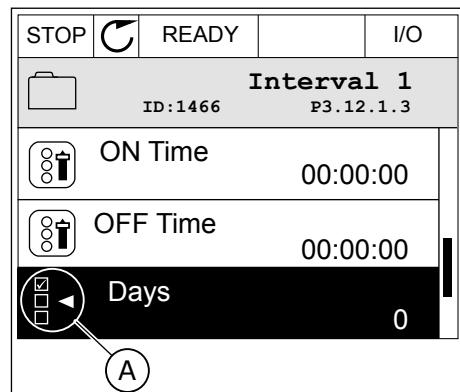 STOP READY I/O
Interval 1
ID:1466 P3.12.1.3
ON Time
00:00:00
OFF Time
00:00:00
Days
0
A